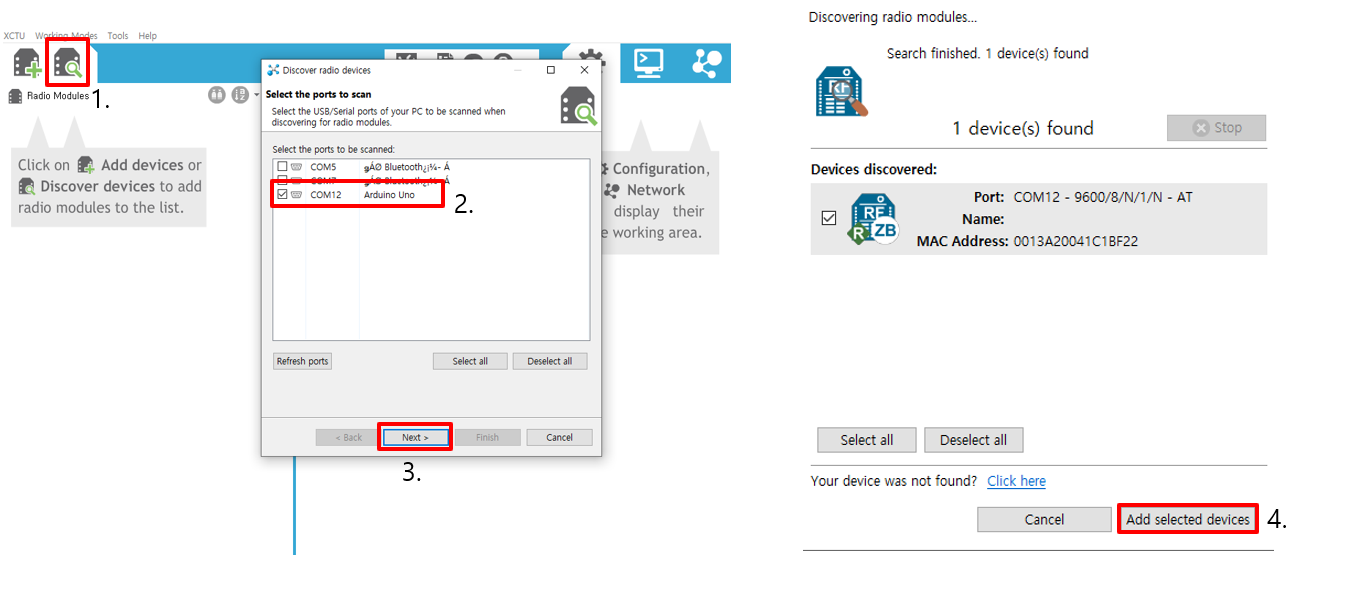 XCTU Working Modes Tools Help
Radio Modules
1.
Click on Add devices or
Discover devices to add
radio modules to the list.
Discover radio devices
Select the ports to scan
Select the USB/Serial ports of your PC to be scanned when
discovering for radio modules.
Select the ports to be scanned:
COM5 Bluetooth
COM7 Bluetooth
COM12 Arduino Uno
2.
Refresh ports
Select all
Deselect all
< Back
Next >
Finish
Cancel
3.
Configuration,
Network
display their
e working area.
Discovering radio modules...
Search finished. 1 device(s) found
1 device(s) found
Stop
Devices discovered:
Port: COM12 - 9600/8/N/1/N - AT
Name:
MAC Address: 0013A20041C1BF22
RF
R
ZB
Select all
Deselect all
Your device was not found? Click here
Cancel
Add selected devices
4.